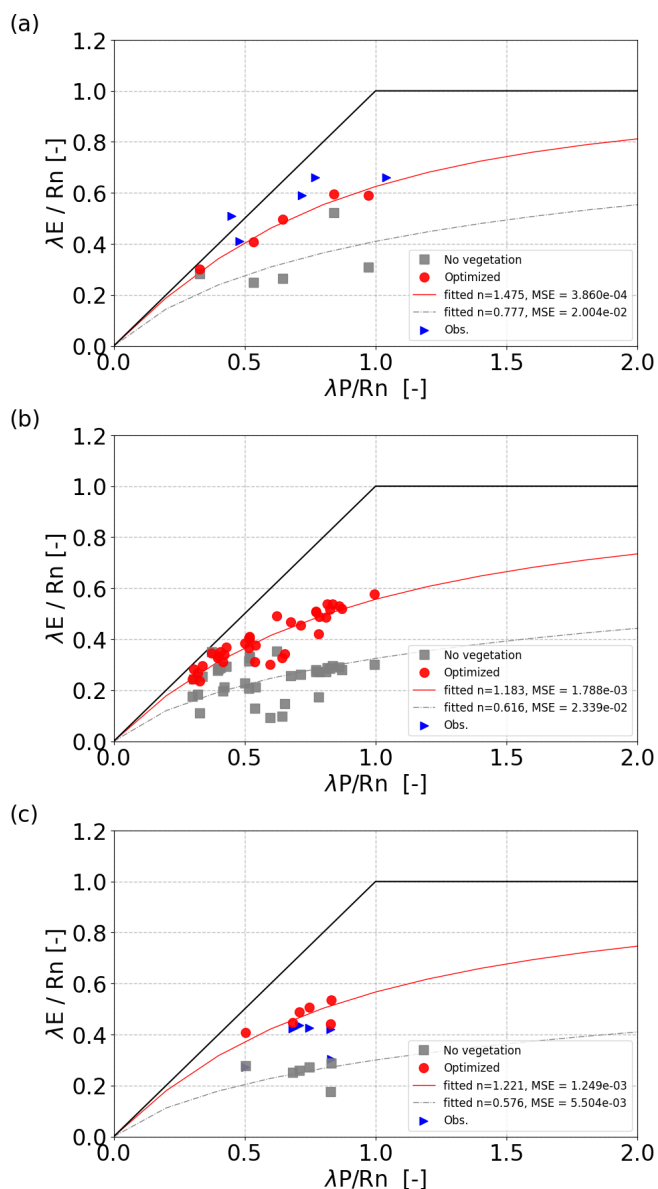 (a)
1.2
1.0
0.8
0.6
0.4
0.2
0.0
λE / Rn [-]
No vegetation
Optimized
fitted n=1.475, MSE = 3.860e-04
fitted n=0.777, MSE = 2.004e-02
Obs.
0.0 0.5 1.0 1.5 2.0
λP/Rn [-]
(b)
1.2
1.0
0.8
0.6
0.4
0.2
0.0
λE / Rn [-]
No vegetation
Optimized
fitted n=1.183, MSE = 1.788e-03
fitted n=0.616, MSE = 2.339e-02
Obs.
0.0 0.5 1.0 1.5 2.0
λP/Rn [-]
(c)
1.2
1.0
0.8
0.6
0.4
0.2
0.0
λE / Rn [-]
No vegetation
Optimized
fitted n=1.221, MSE = 1.249e-03
fitted n=0.576, MSE = 5.504e-03
Obs.
0.0 0.5 1.0 1.5 2.0
λP/Rn [-]